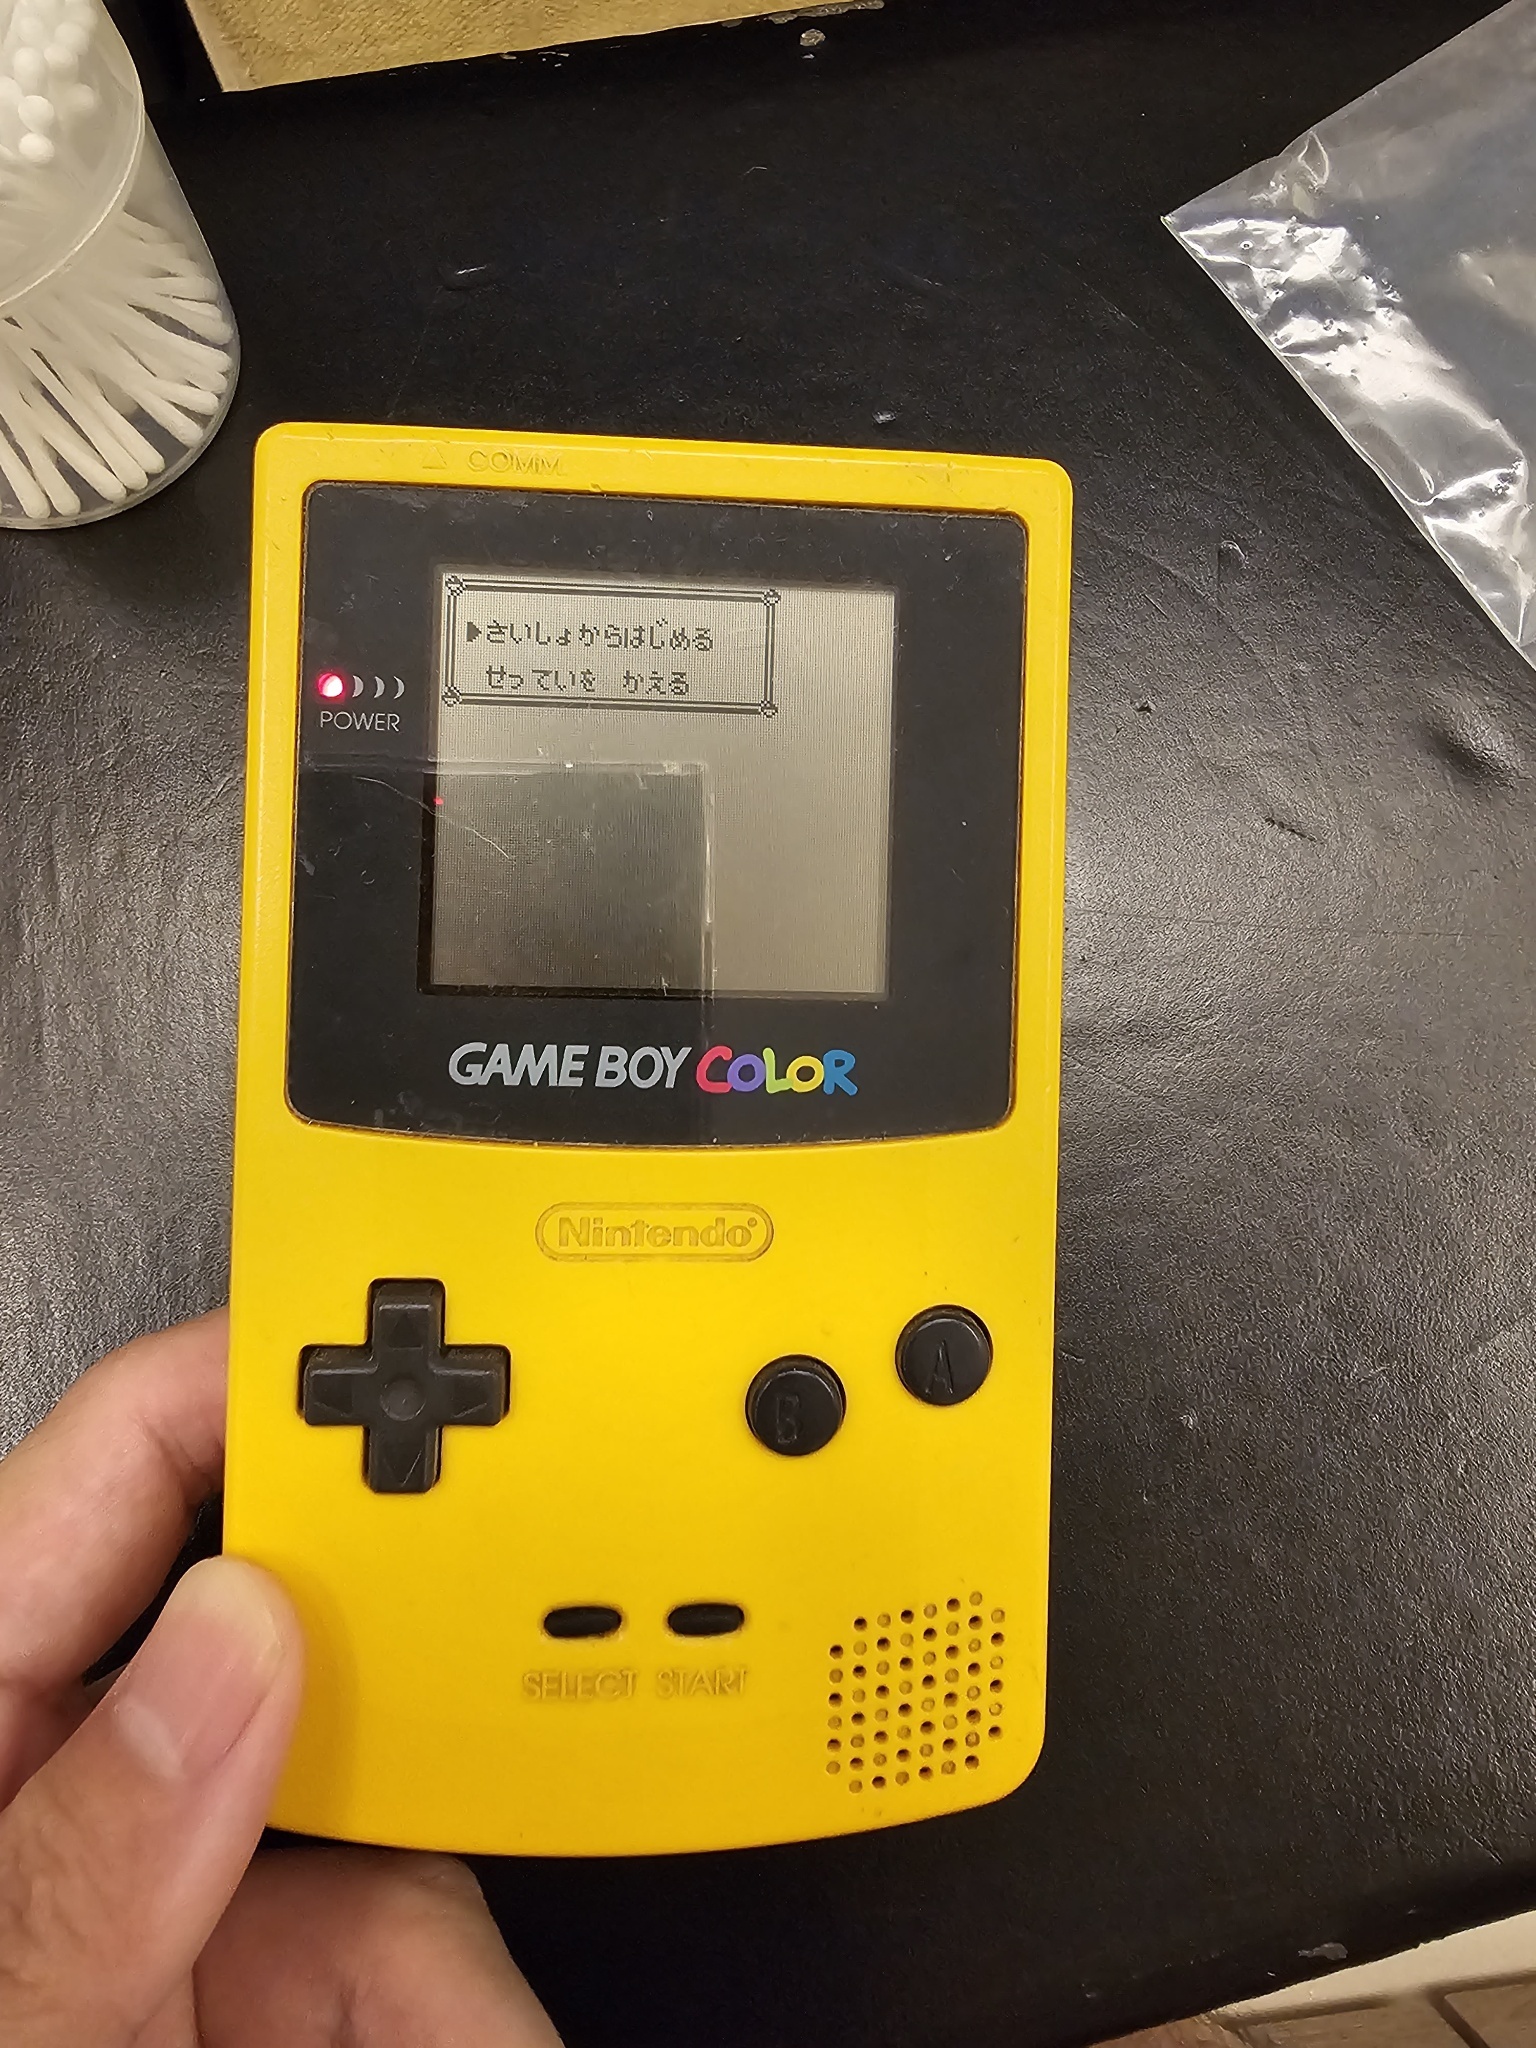 COMM.
▶さいしょからはじめる
せっていを かえる
POWER
GAME BOY COLOR
Nintendo®
A
B
SELECT START